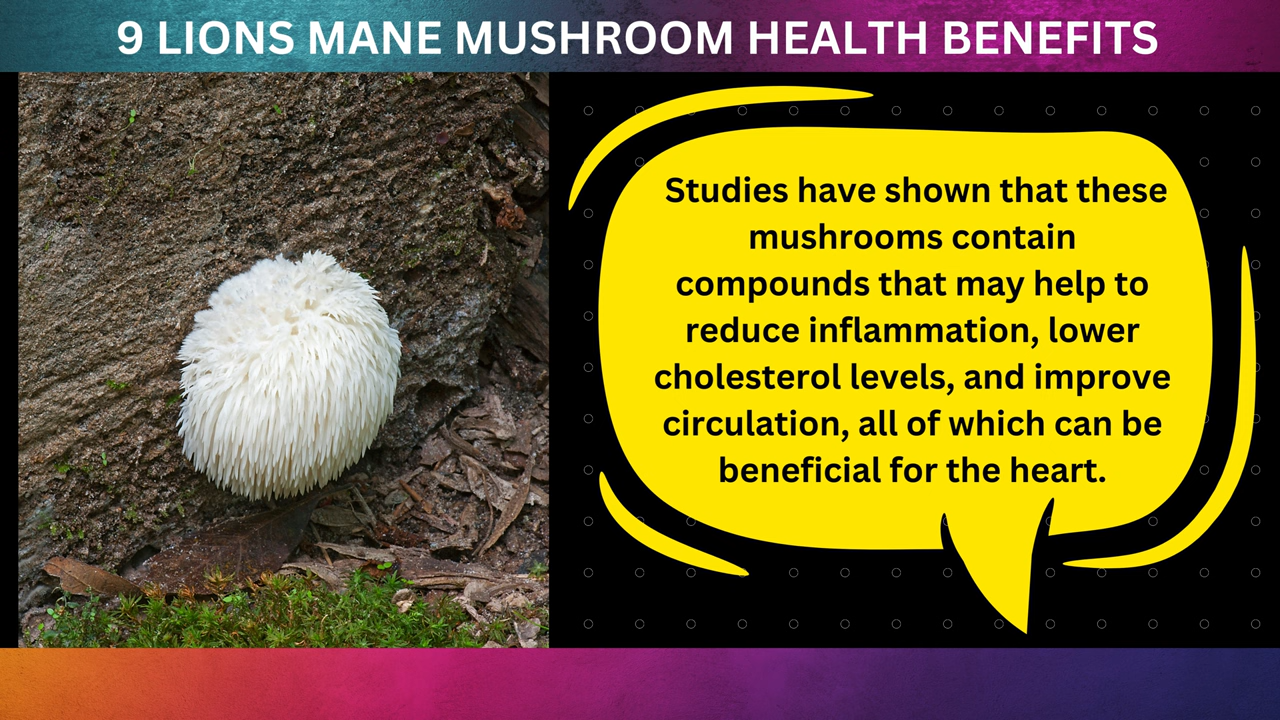 9 LIONS MANE MUSHROOM HEALTH BENEFITS
Studies have shown that these
mushrooms contain
compounds that may help to
reduce inflammation, lower
cholesterol levels, and improve
circulation, all of which can be
beneficial for the heart.